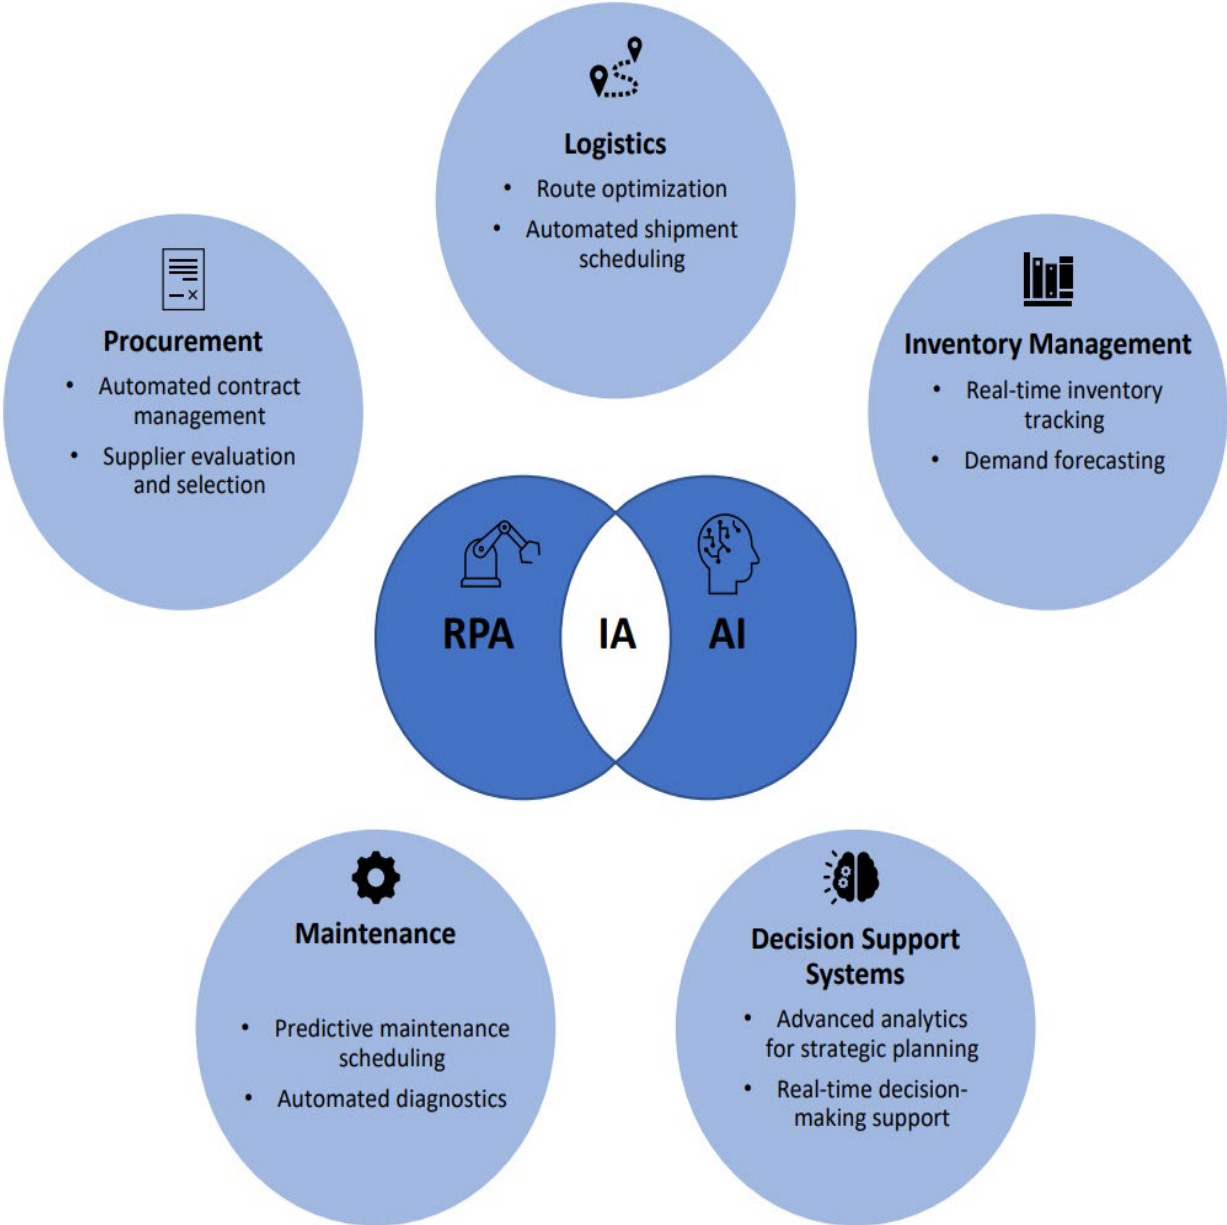 Logistics
• Route optimization
• Automated shipment
scheduling
Procurement
• Automated contract
management
• Supplier evaluation
and selection
Inventory Management
• Real-time inventory
tracking
• Demand forecasting
RPA
IA
AI
Maintenance
• Predictive maintenance
scheduling
• Automated diagnostics
Decision Support
Systems
• Advanced analytics
for strategic planning
• Real-time decision-
making support